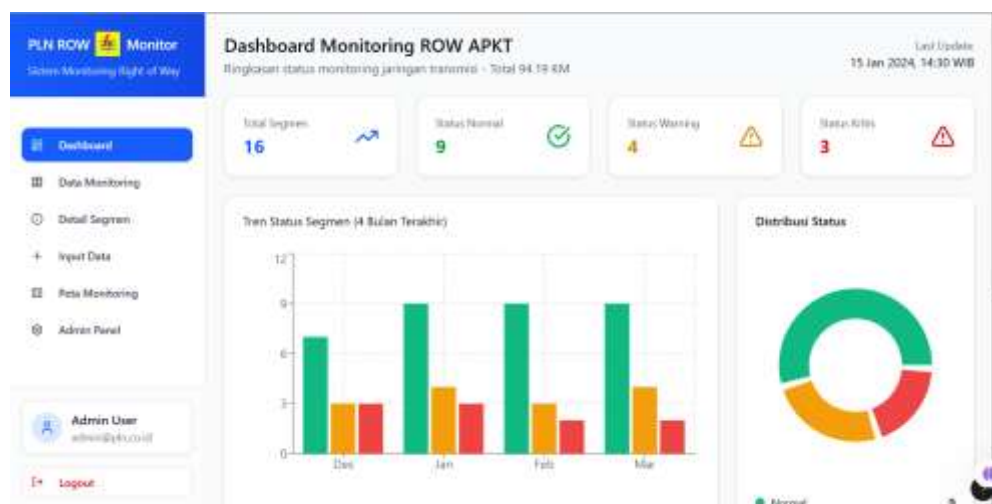 PLN ROW Monitor
Sistem Monitoring Right of Way
Dashboard
Data Monitoring
Detail Segmen
Input Data
Peta Monitoring
Admin Panel
Admin User
admin@pln.co.id
Logout
Dashboard Monitoring ROW APKT
Ringkasan status monitoring jaringan transmisi - Total 94.19 KM
Last Update
15 Jan 2024, 14:30 WIB
Total Segmen
16
Status Normal
9
Status Warning
4
Status Kritis
3
Tren Status Segmen (4 Bulan Terakhir)
12
9
6
3
0
Des Jan Feb Mar
Distribusi Status
Normal 9